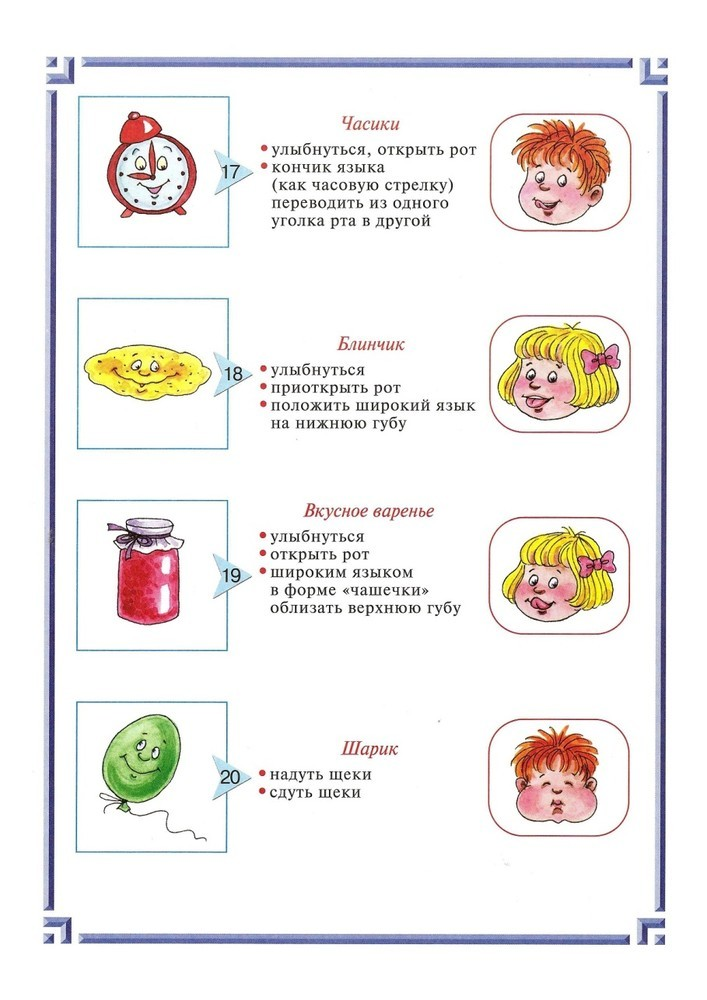 Часики
• улыбнуться, открыть рот
17
• кончик языка
(как часовую стрелку)
переводить из одного
уголка рта в другой
Блинчик
18
• улыбнуться
• приоткрыть рот
• положить широкий язык
на нижнюю губу
Вкусное варенье
• улыбнуться
• открыть рот
19
• широким языком
в форме «чашечки»
облизать верхнюю губу
Шарик
20
• надуть щеки
• сдуть щеки